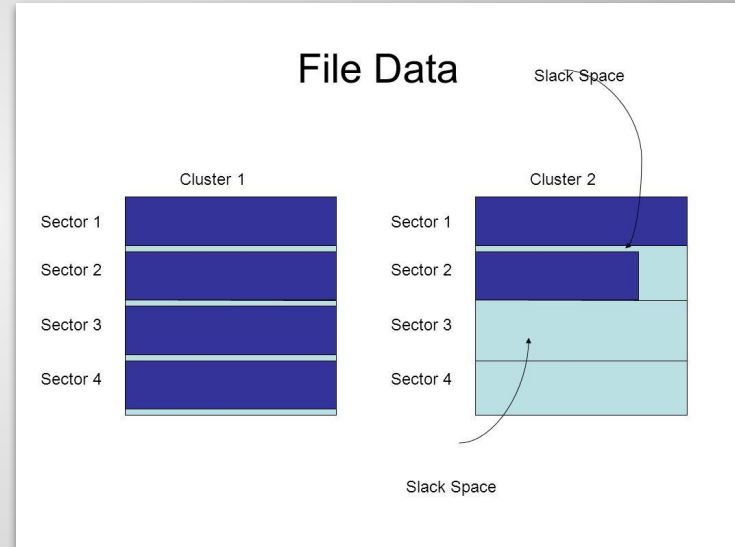 File Data
Slack Space
Cluster 1
Sector 1
Sector 2
Sector 3
Sector 4
Cluster 2
Sector 1
Sector 2
Sector 3
Sector 4
Slack Space